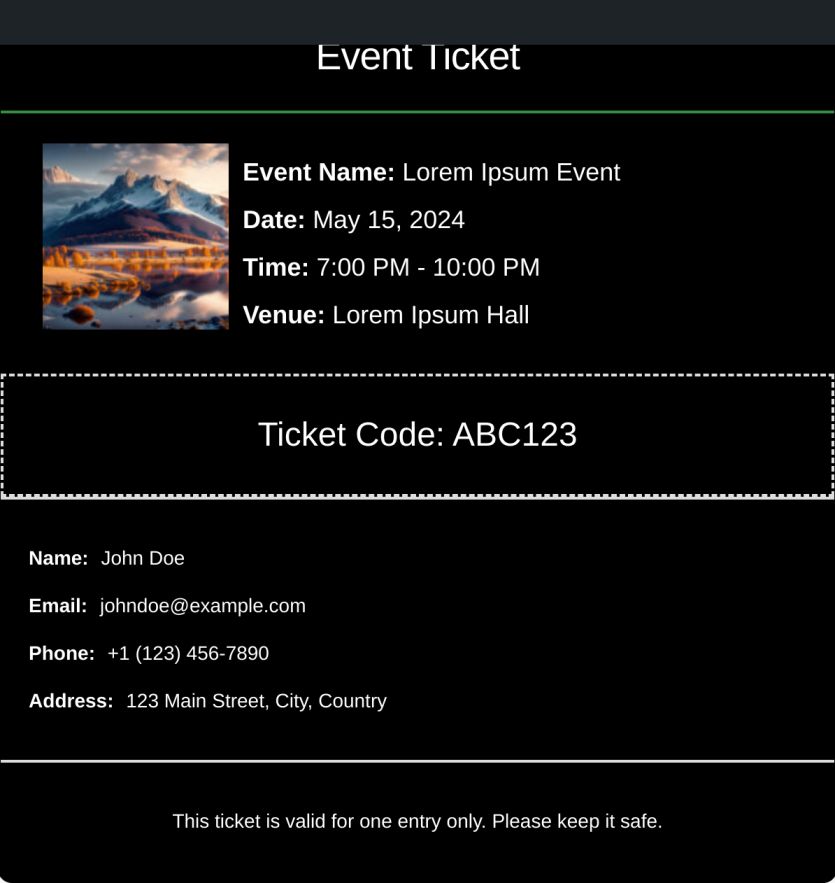 Event Ticket
Event Name: Lorem Ipsum Event
Date: May 15, 2024
Time: 7:00 PM - 10:00 PM
Venue: Lorem Ipsum Hall
Ticket Code: ABC123
Name: John Doe
Email: johndoe@example.com
Phone: +1 (123) 456-7890
Address: 123 Main Street, City, Country
This ticket is valid for one entry only. Please keep it safe.